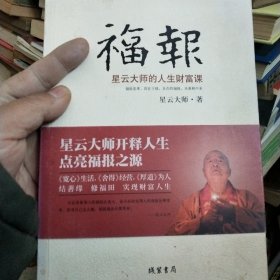 福報
星云大师的人生财富课
星云大师·著
星云大师开释人生
点亮福报之源
《宽心》生活，《舍得》经营，《厚道》为人
结善缘 修福田 实现财富人生
线装书局